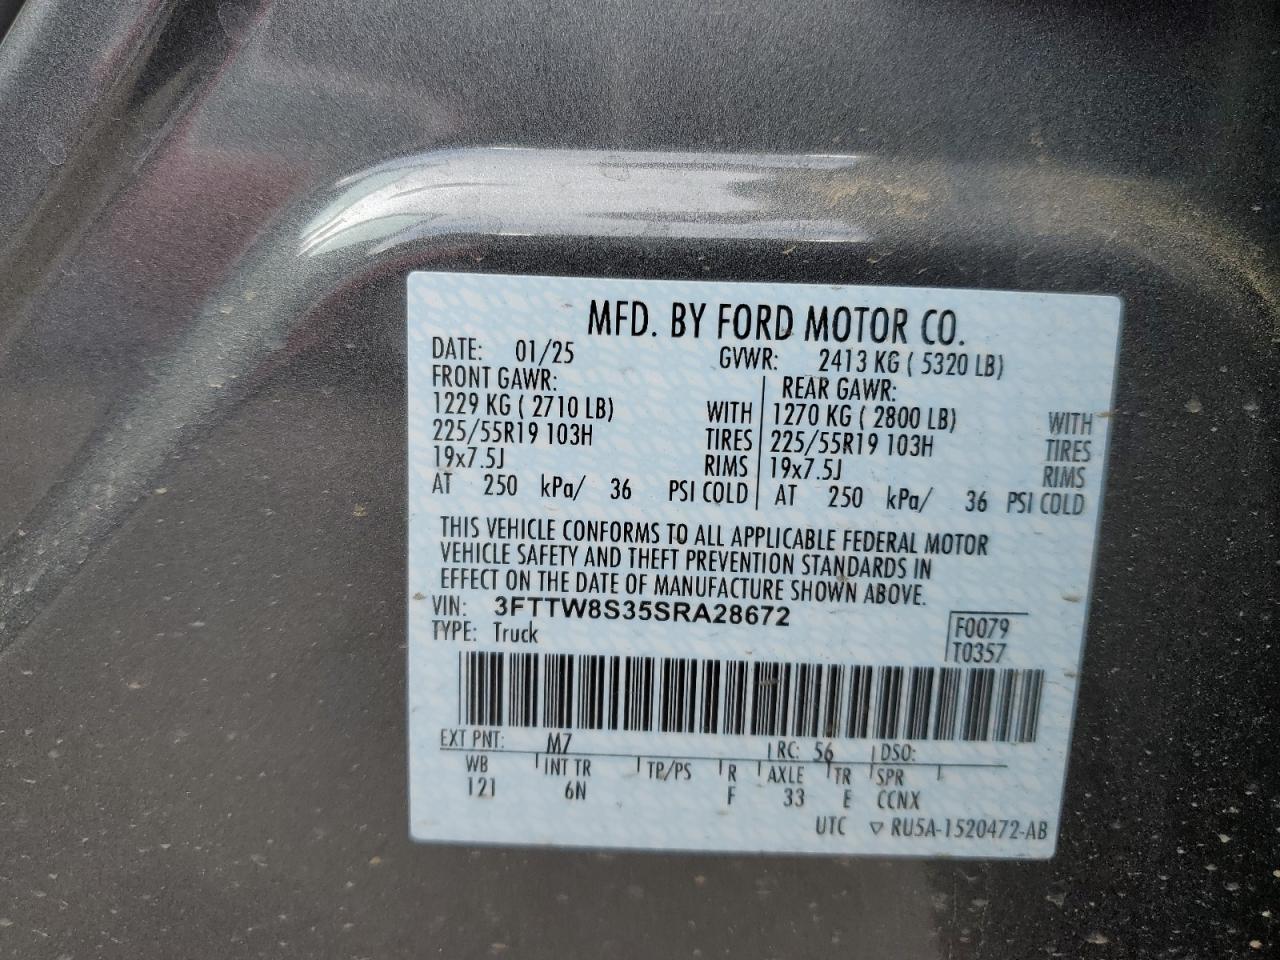 MFD. BY FORD MOTOR CO.
DATE: 01/25 GVWR: 2413 KG ( 5320 LB)
FRONT GAWR: REAR GAWR:
1229 KG ( 2710 LB) WITH 1270 KG ( 2800 LB) WITH
225/55R19 103H TIRES 225/55R19 103H TIRES
19x7.5J RIMS 19x7.5J RIMS
AT 250 kPa/ 36 PSI COLD AT 250 kPa/ 36 PSI COLD
THIS VEHICLE CONFORMS TO ALL APPLICABLE FEDERAL MOTOR
VEHICLE SAFETY AND THEFT PREVENTION STANDARDS IN
EFFECT ON THE DATE OF MANUFACTURE SHOWN ABOVE.
VIN: 3FTTW8S35SRA28672
TYPE: Truck
F0079
T0357
EXT PNT: M7 RC: 56 DSO:
WB INT TR TP/PS R AXLE TR SPR
121 6N F 33 E CCNX
UTC ▽ RU5A-1520472-AB